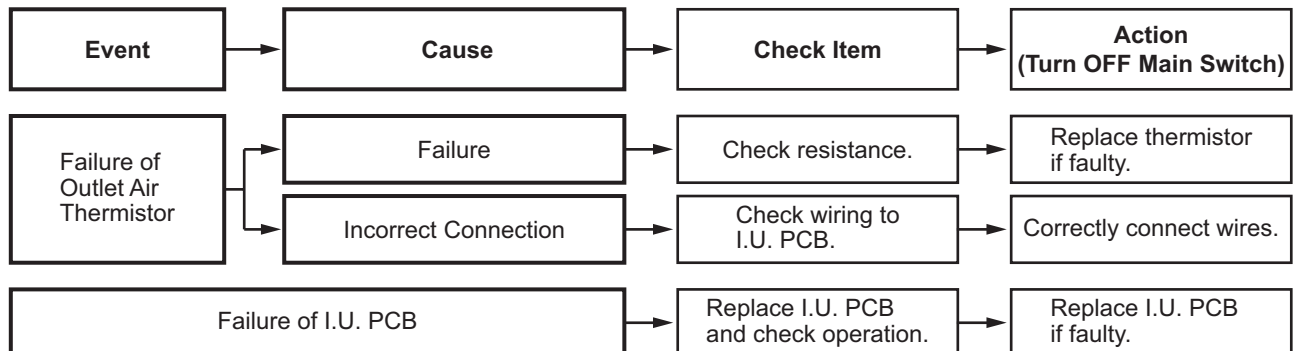 Event
Cause
Check Item
Action
(Turn OFF Main Switch)
Failure of
Outlet Air
Thermistor
Failure
Check resistance.
Replace thermistor
if faulty.
Incorrect Connection
Check wiring to
I.U. PCB.
Correctly connect wires.
Failure of I.U. PCB
Replace I.U. PCB
and check operation.
Replace I.U. PCB
if faulty.